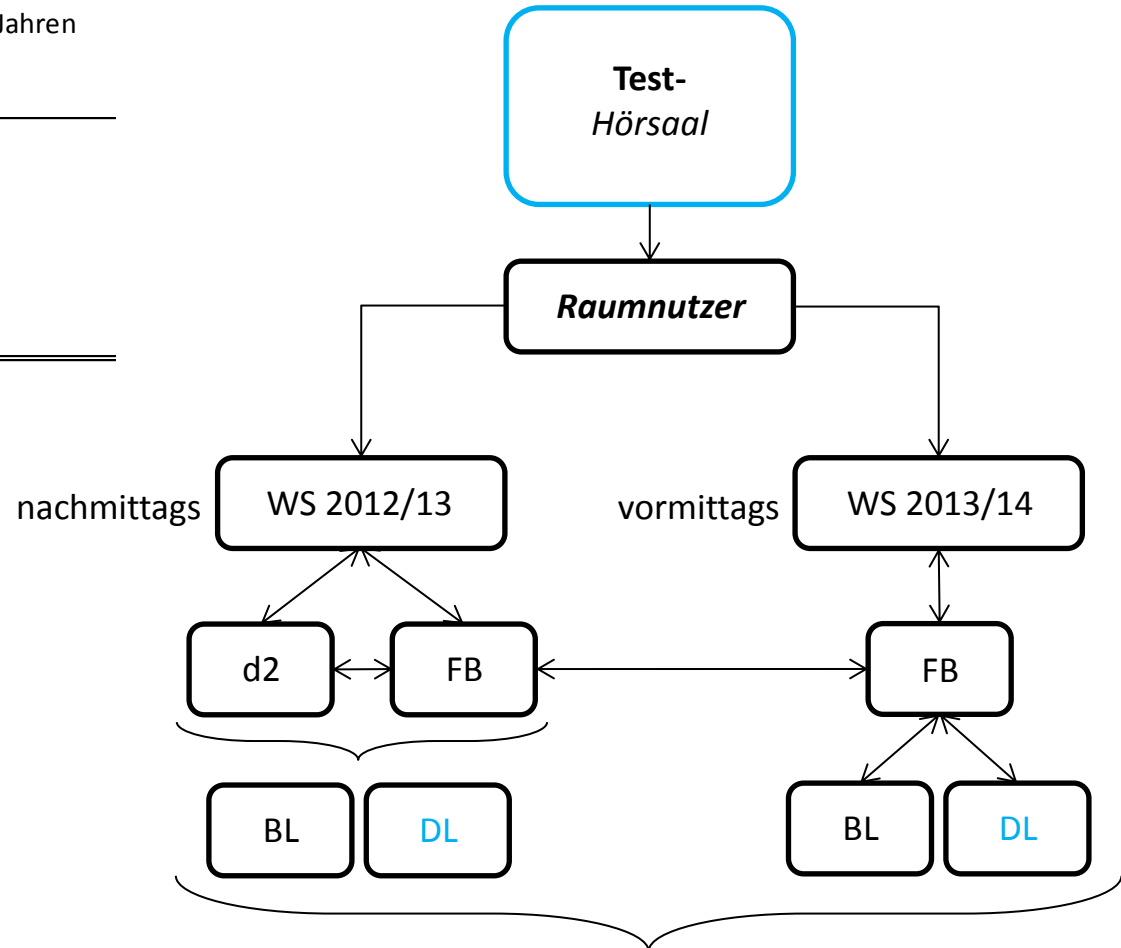 Jahren
Test-
Hörsaal
Raumnutzer
nachmittags
WS 2012/13
vormittags
WS 2013/14
d2
FB
FB
BL
DL
BL
DL